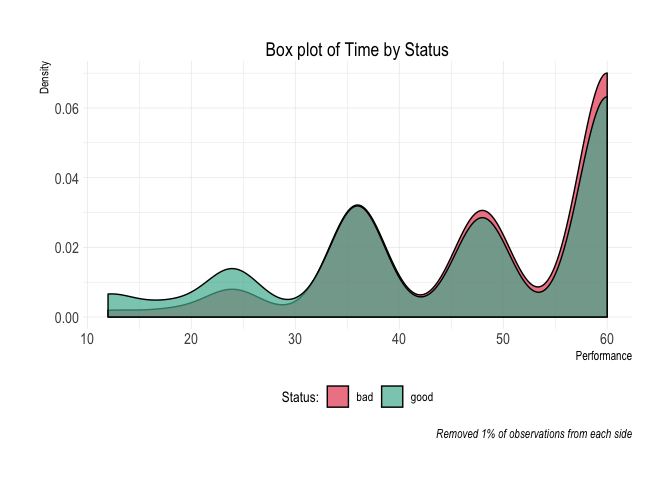 Box plot of Time by Status
Density
0.06
0.04
0.02
0.00
10 20 30 40 50 60
Performance
Status: bad good
Removed 1% of observations from each side